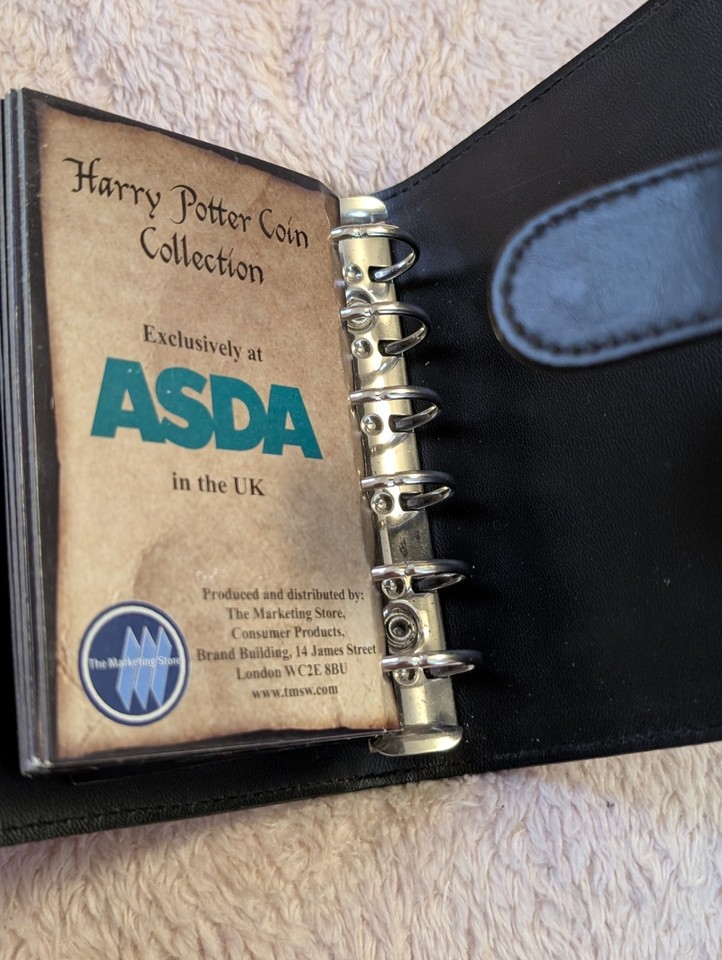 Harry Potter Coin
Collection
Exclusively at
ASDA
in the UK
Produced and distributed by:
The Marketing Store,
Consumer Products,
Brand Building, 14 James Street
London WC2E 8BU
www.tmsw.com
The Marketing Store